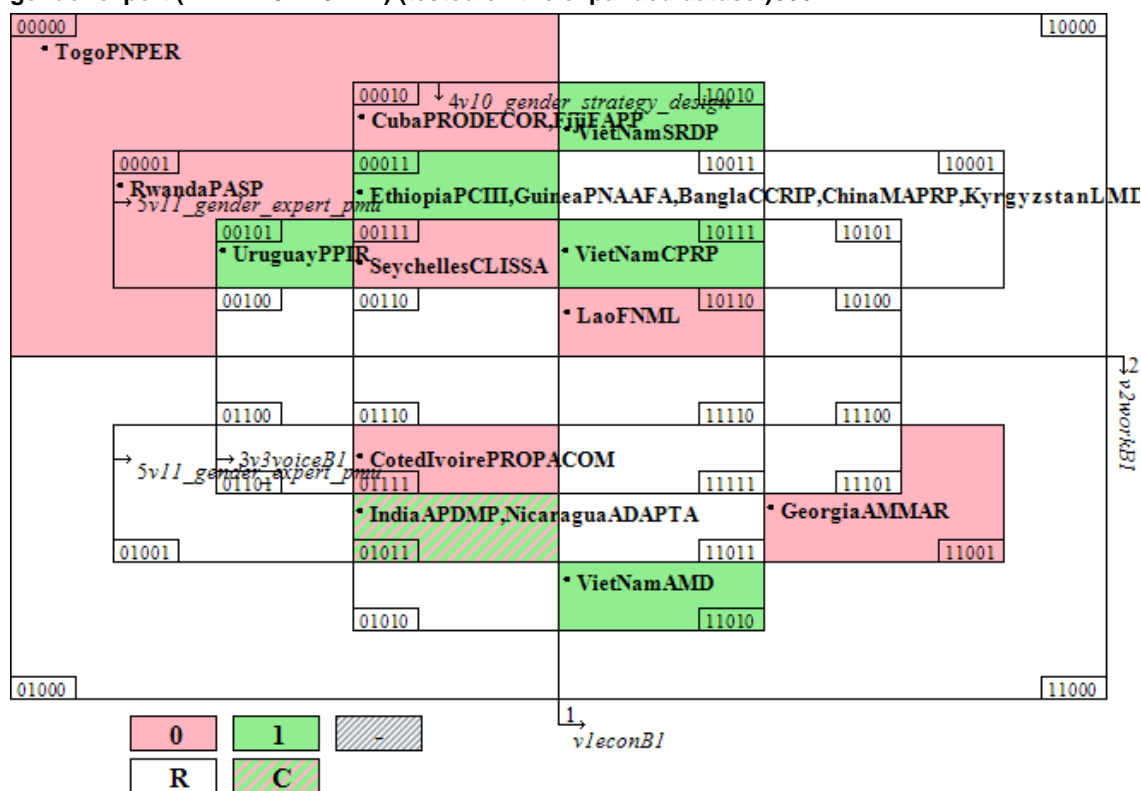 00000
10000
TogoPNPER
00010
4
v10_gender_strategy_design
10010
CubaPRODECOR,FijiFAPP
VietNamSRDP
00001
00011
10011
10001
RwandaPASP
5v11_gender_expert_pmu
EthiopiaPCIII,GuineaPNAAFA,BanglaCCRIP,ChinaMAPRP,KyrgyzstanLMD
00101
00111
10111
10101
UruguayPPIR
SeychellesCLISSA
VietNamCPRP
00100
00110
10110
10100
LaoFNML
2
v2workB1
01100
01110
11110
11100
3v3voiceB1
5v11_gender_expert_pmu
CotedIvoirePROPACOM
01101
01111
11111
11101
IndiaAPDMP,NicaraguaADAPTA
GeorgiaAMMAR
01001
01011
11011
11001
VietNamAMD
01010
11010
01000
11000
1
v1econB1
0
1
-
R
C